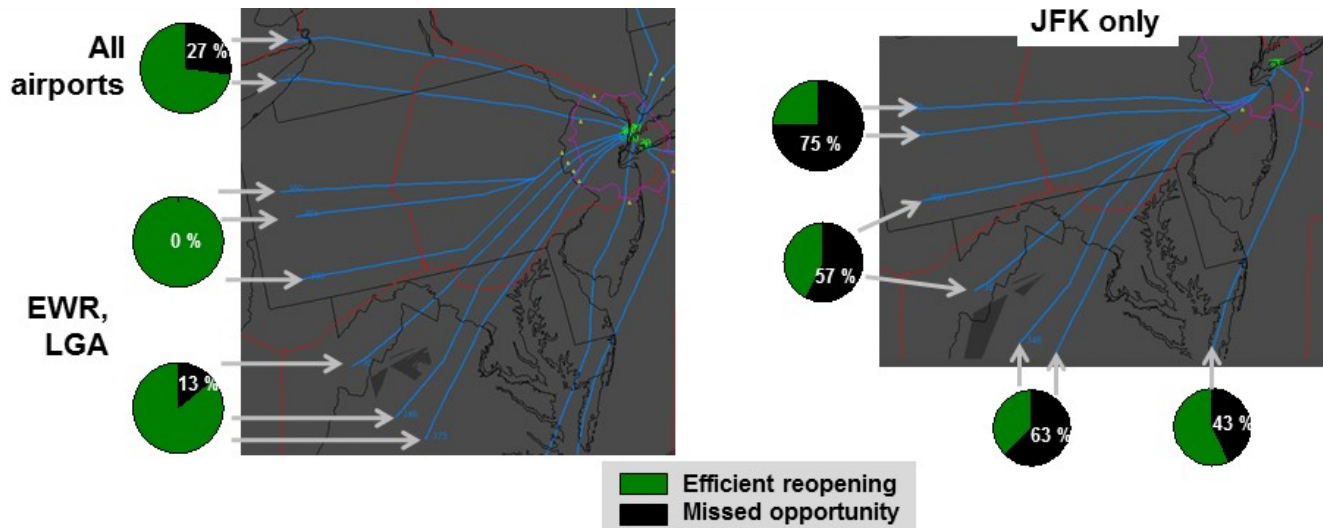 All
airports
27 %
0 %
EWR,
LGA
13 %
JFK only
75 %
57 %
63 %
43 %
Efficient reopening
Missed opportunity